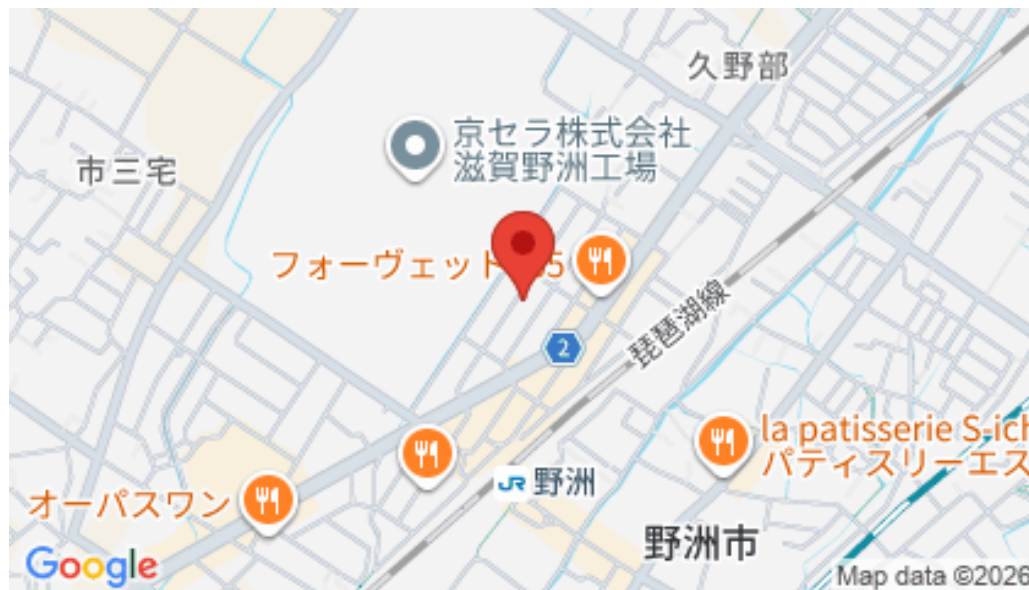 久野部
京セラ株式会社
滋賀野洲工場
市三宅
フォーヴェット
琵琶湖線
2
la patisserie S-ich
パティスリーエス
JR 野洲
オーパスワン
野洲市
Google
Map data ©2026